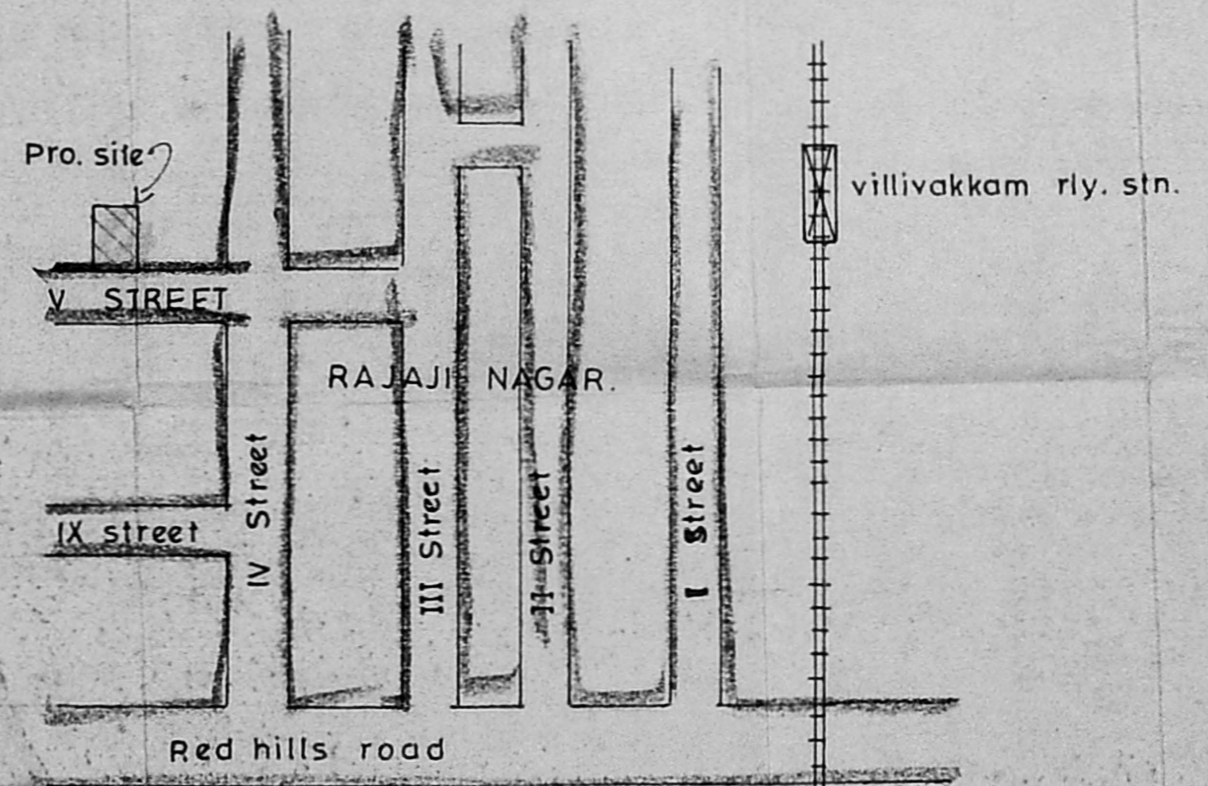 Pro. site
villivakkam rly. stn.
V STREET
RAJAJI NAGAR.
IV Street
III Street
II Street
I Street
IX street
Red hills road